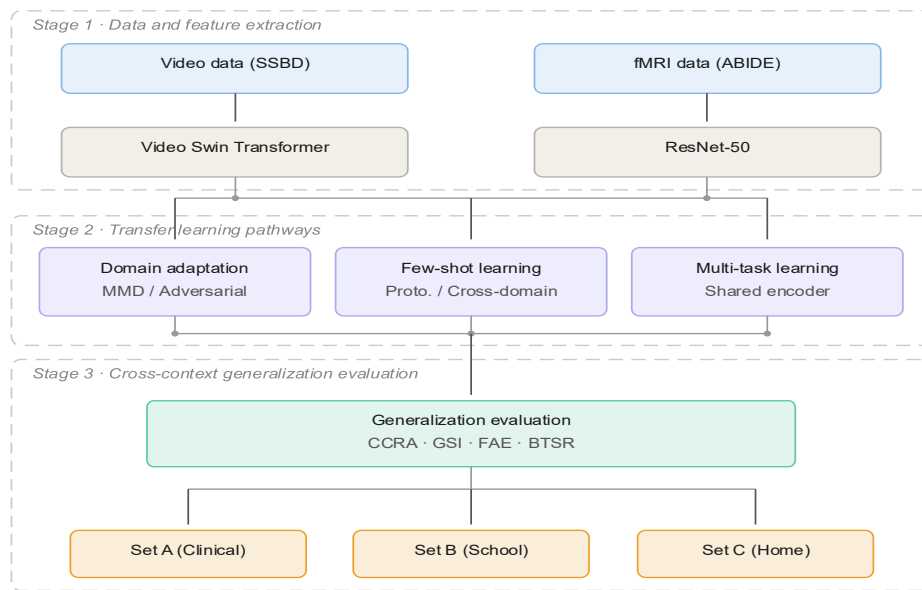 Stage 1 · Data and feature extraction
Video data (SSBD)
fMRI data (ABIDE)
Video Swin Transformer
ResNet-50
Stage 2 · Transfer learning pathways
Domain adaptation
MMD / Adversarial
Few-shot learning
Proto. / Cross-domain
Multi-task learning
Shared encoder
Stage 3 · Cross-context generalization evaluation
Generalization evaluation
CCRA · GSI · FAE · BTSR
Set A (Clinical)
Set B (School)
Set C (Home)